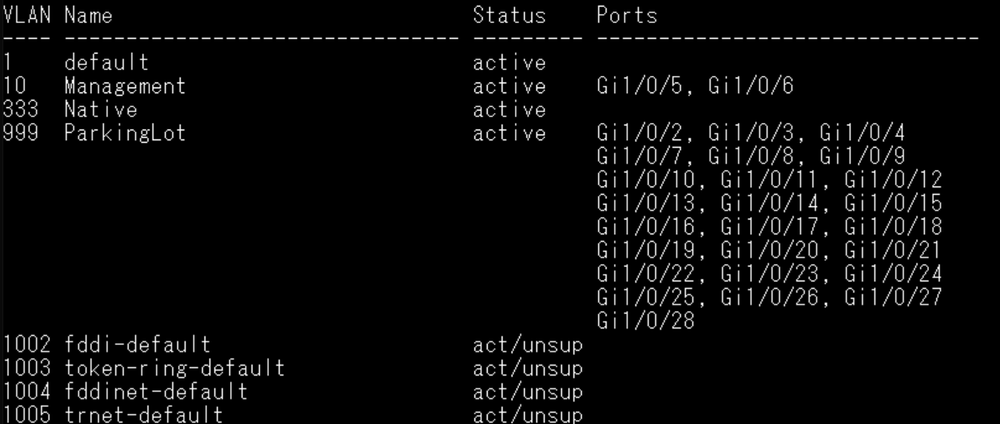 VLAN Name                             Status    Ports
---- -------------------------------- --------- -------------------------------
1    default                          active
10   Management                       active    Gi1/0/5, Gi1/0/6
333  Native                           active
999  ParkingLot                       active    Gi1/0/2, Gi1/0/3, Gi1/0/4
                                                Gi1/0/7, Gi1/0/8, Gi1/0/9
                                                Gi1/0/10, Gi1/0/11, Gi1/0/12
                                                Gi1/0/13, Gi1/0/14, Gi1/0/15
                                                Gi1/0/16, Gi1/0/17, Gi1/0/18
                                                Gi1/0/19, Gi1/0/20, Gi1/0/21
                                                Gi1/0/22, Gi1/0/23, Gi1/0/24
                                                Gi1/0/25, Gi1/0/26, Gi1/0/27
                                                Gi1/0/28
1002 fddi-default                     act/unsup
1003 token-ring-default               act/unsup
1004 fddinet-default                  act/unsup
1005 trnet-default                    act/unsup